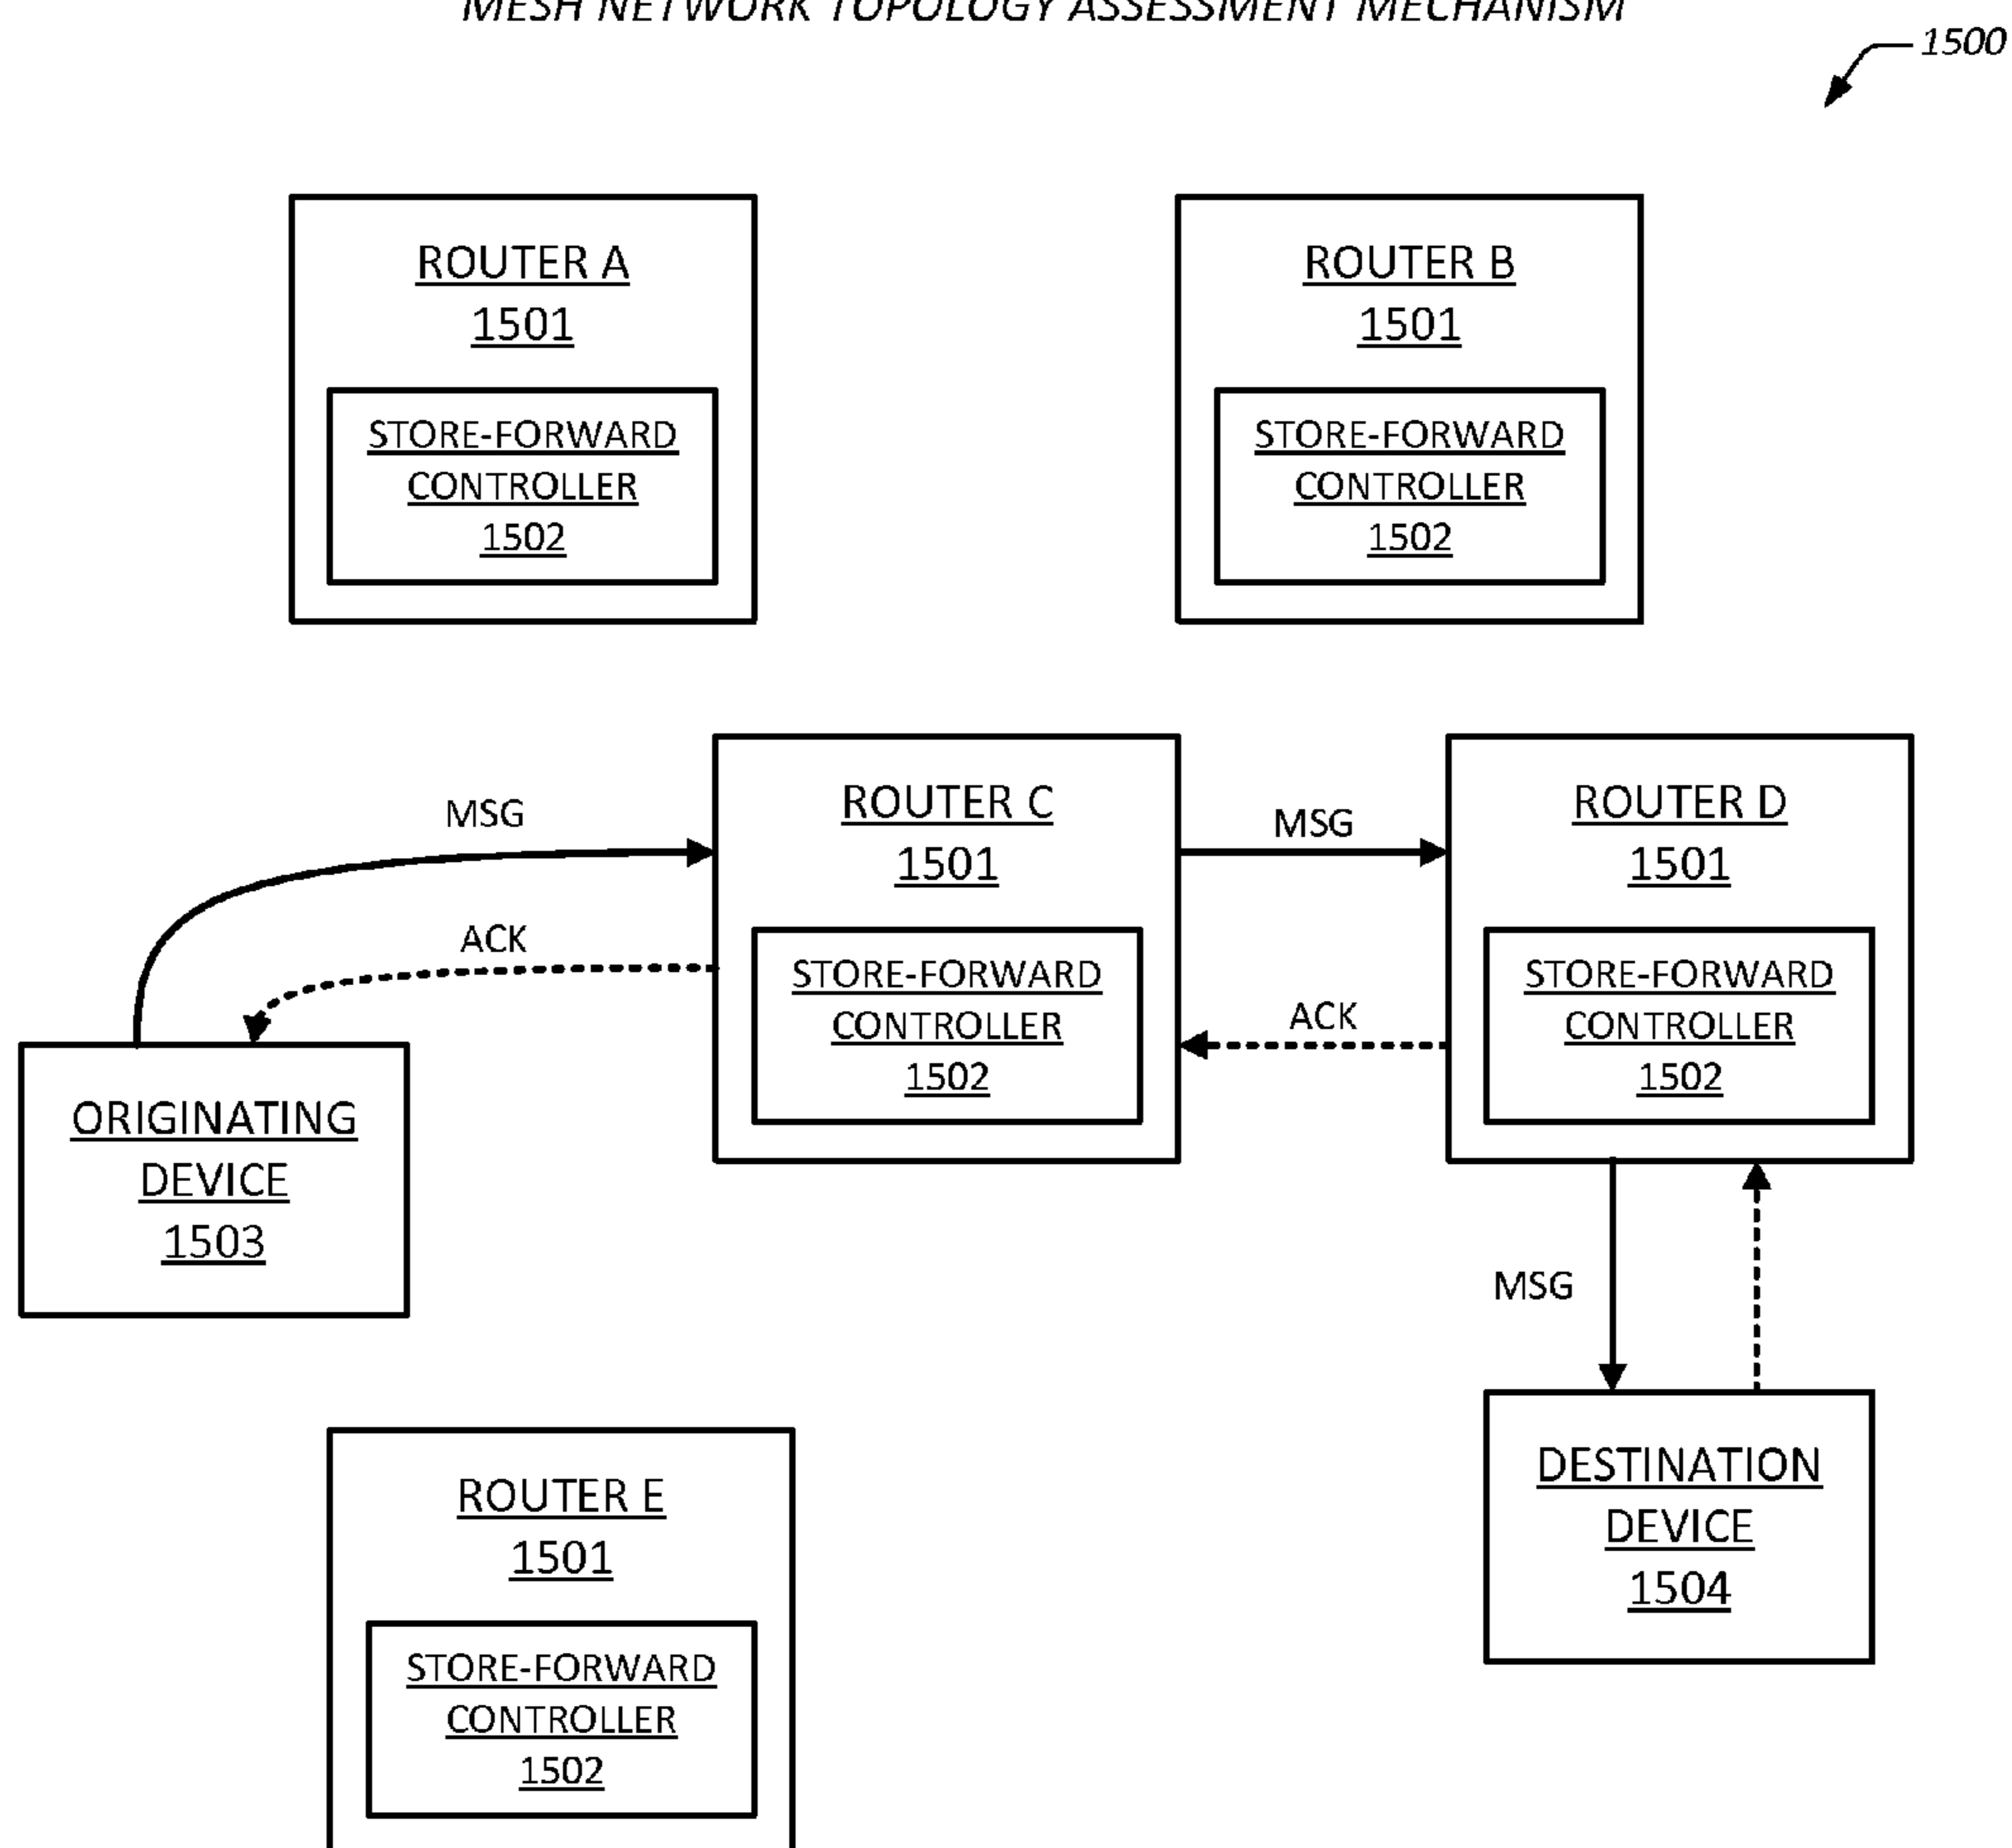 MESH NETWORK TOPOLOGY ASSESSMENT MECHANISM
1500
ROUTER A
1501
STORE-FORWARD
CONTROLLER
1502
ROUTER B
1501
STORE-FORWARD
CONTROLLER
1502
MSG
ROUTER C
1501
STORE-FORWARD
CONTROLLER
1502
MSG
ROUTER D
1501
STORE-FORWARD
CONTROLLER
1502
ACK
ACK
ORIGINATING
DEVICE
1503
MSG
DESTINATION
DEVICE
1504
ROUTER E
1501
STORE-FORWARD
CONTROLLER
1502